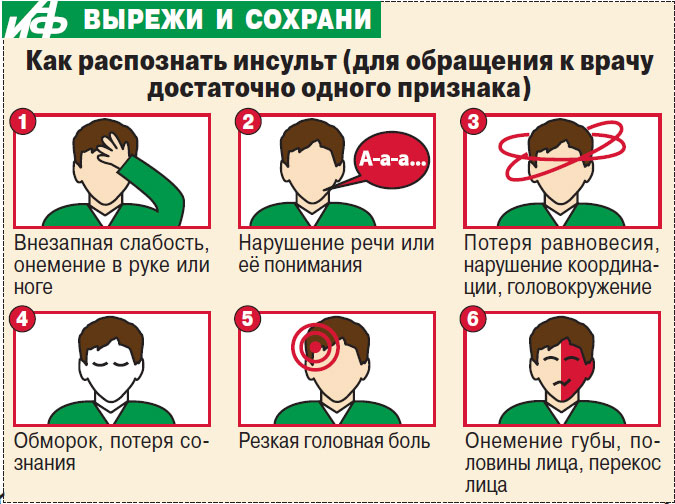 АИФ
ВЫРЕЖИ И СОХРАНИ
Как распознать инсульт (для обращения к врачу
достаточно одного признака)
1
Внезапная слабость,
онемение в руке или
ноге
2
А-а-а...
Нарушение речи или
её понимания
3
Потеря равновесия,
нарушение координа-
ции, головокружение
4
Обморок, потеря со-
знания
5
Резкая головная боль
6
Онемение губы, по-
ловины лица, перекос
лица